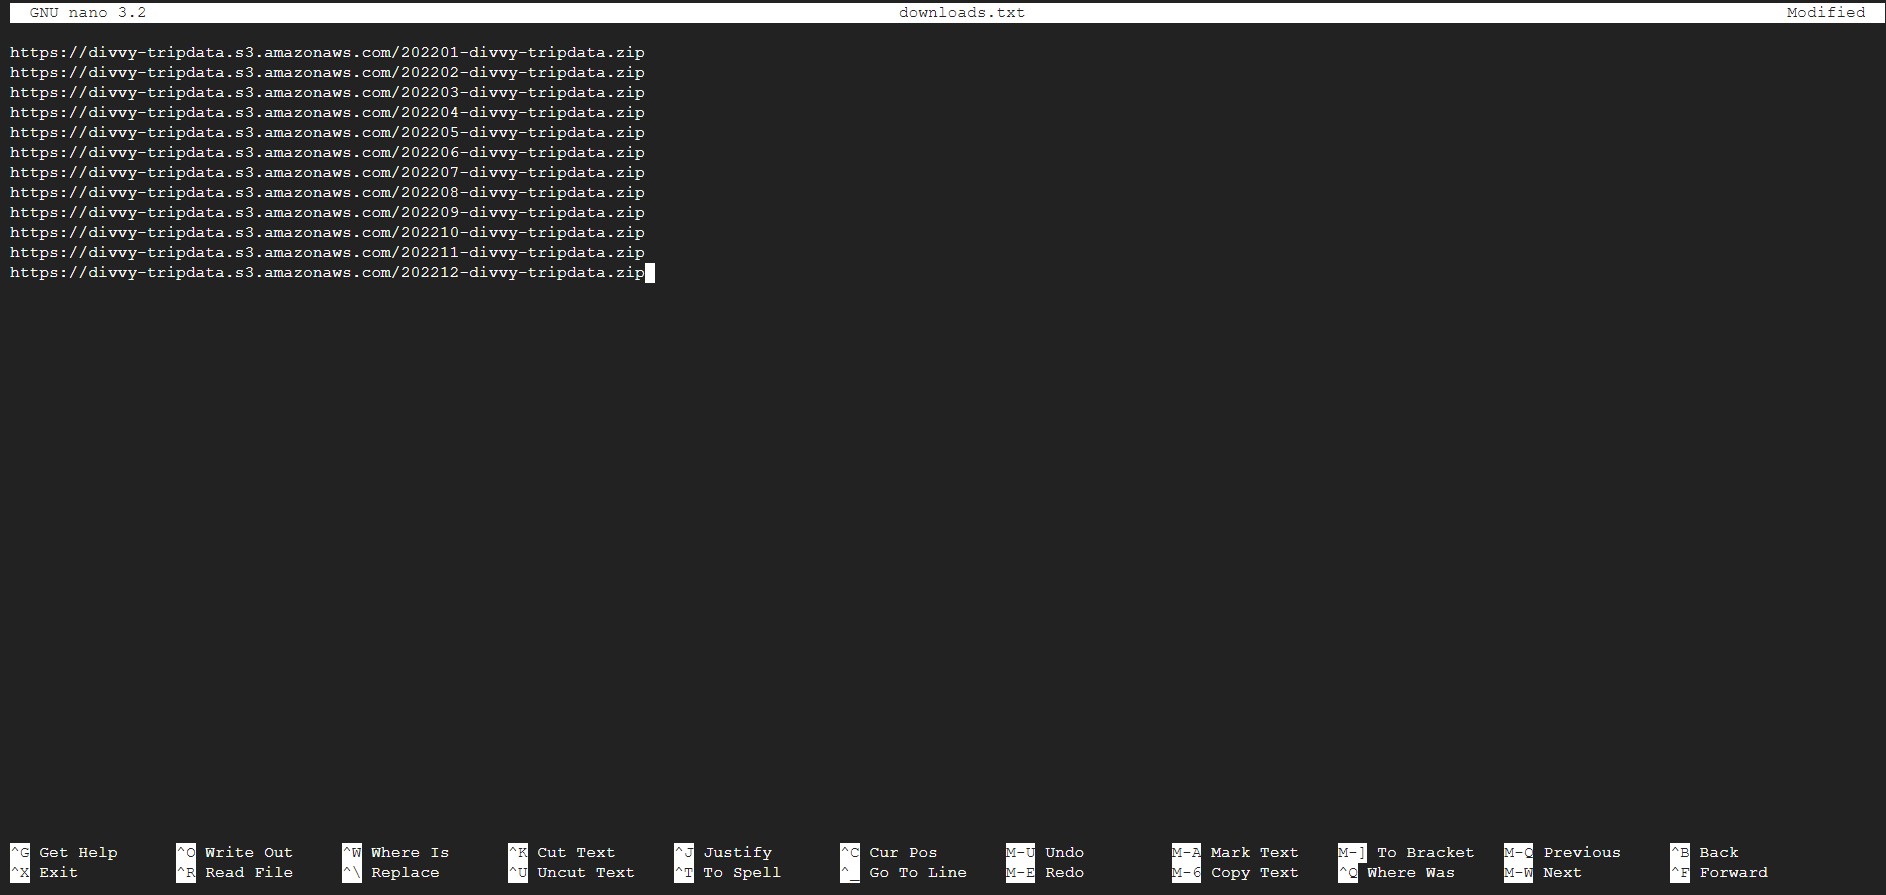 GNU nano 3.2 downloads.txt Modified
https://divvy-tripdata.s3.amazonaws.com/202201-divvy-tripdata.zip
https://divvy-tripdata.s3.amazonaws.com/202202-divvy-tripdata.zip
https://divvy-tripdata.s3.amazonaws.com/202203-divvy-tripdata.zip
https://divvy-tripdata.s3.amazonaws.com/202204-divvy-tripdata.zip
https://divvy-tripdata.s3.amazonaws.com/202205-divvy-tripdata.zip
https://divvy-tripdata.s3.amazonaws.com/202206-divvy-tripdata.zip
https://divvy-tripdata.s3.amazonaws.com/202207-divvy-tripdata.zip
https://divvy-tripdata.s3.amazonaws.com/202208-divvy-tripdata.zip
https://divvy-tripdata.s3.amazonaws.com/202209-divvy-tripdata.zip
https://divvy-tripdata.s3.amazonaws.com/202210-divvy-tripdata.zip
https://divvy-tripdata.s3.amazonaws.com/202211-divvy-tripdata.zip
https://divvy-tripdata.s3.amazonaws.com/202212-divvy-tripdata.zip
^G Get Help ^O Write Out ^W Where Is ^K Cut Text ^J Justify ^C Cur Pos M-U Undo M-A Mark Text M-] To Bracket M-Q Previous ^B Back
^X Exit ^R Read File ^\ Replace ^U Uncut Text ^T To Spell ^_ Go To Line M-E Redo M-6 Copy Text ^Q Where Was M-W Next ^F Forward